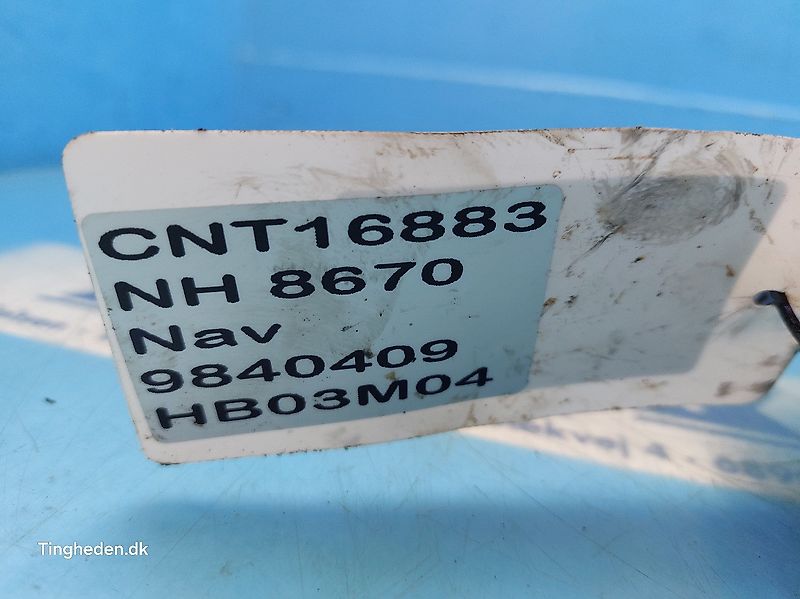 CNT16883
NH 8670
Nav
9840409
HB03M04
Tingheden.dk